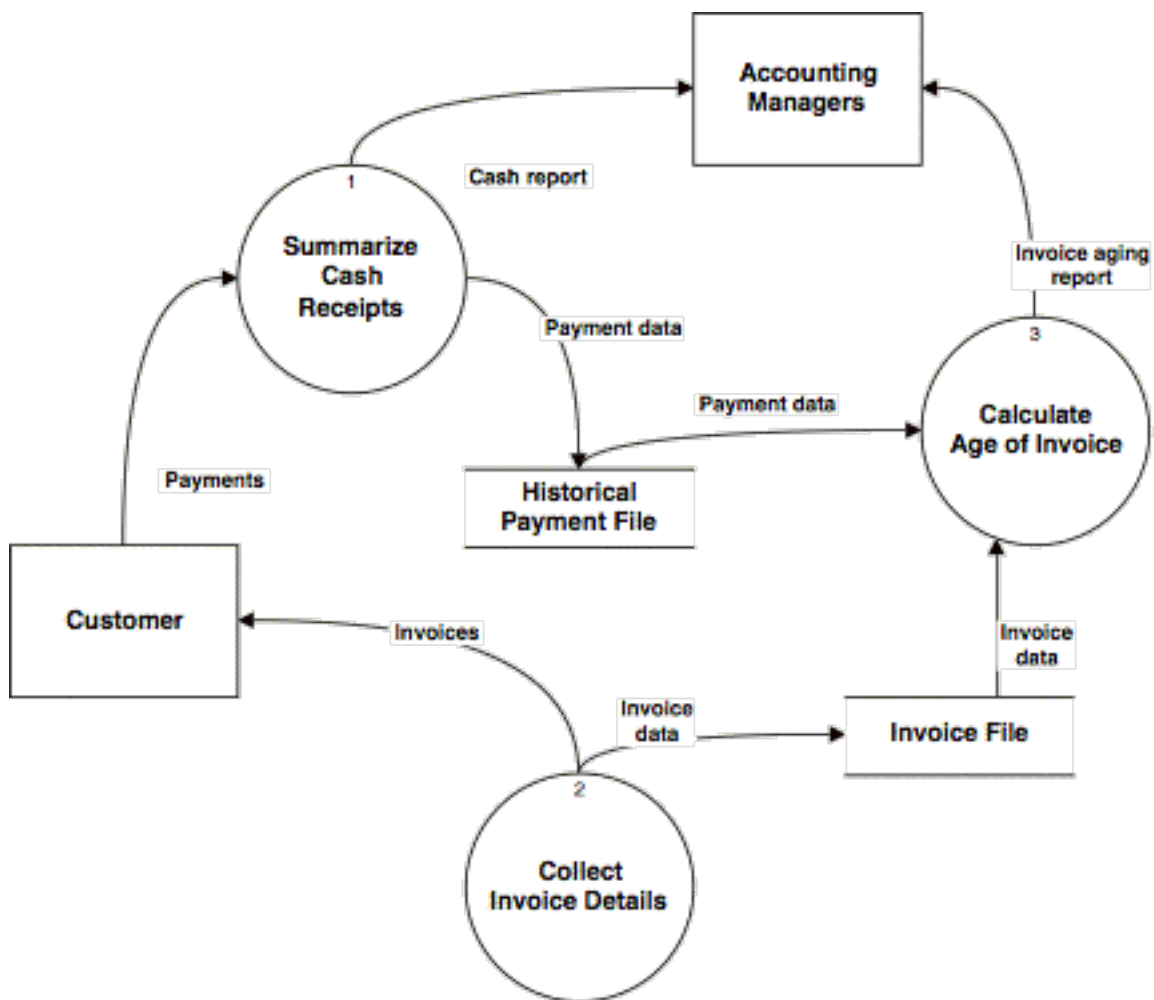 Accounting
Managers
1
Cash report
Summarize
Cash
Receipts
Invoice aging
report
Payment data
3
Payment data
Calculate
Age of Invoice
Payments
Historical
Payment File
Customer
Invoices
Invoice
data
Invoice
data
Invoice File
2
Collect
Invoice Details